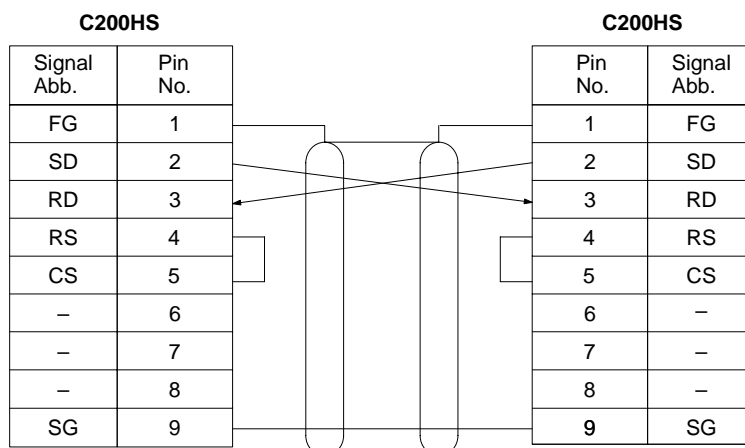 C200HS C200HS
Signal Abb. Pin No. Pin No. Signal Abb.
FG 1 1 FG
SD 2 2 SD
RD 3 3 RD
RS 4 4 RS
CS 5 5 CS
– 6 6 –
– 7 7 –
– 8 8 –
SG 9 9 SG